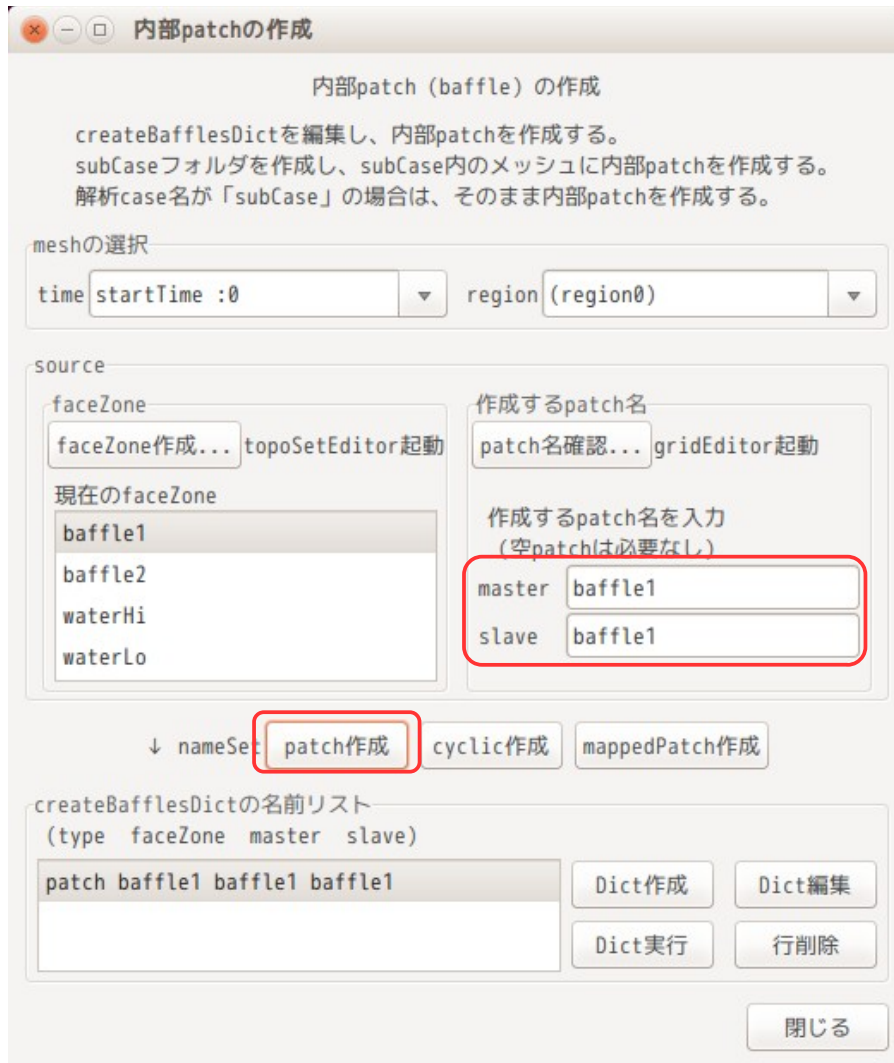 内部patchの作成
内部patch (baffle) の作成
createBafflesDictを編集し、内部patchを作成する。
subCaseフォルダを作成し、subCase内のメッシュに内部patchを作成する。
解析case名が「subCase」の場合は、そのまま内部patchを作成する。
meshの選択
time startTime :0 region (region0)
source
faceZone
faceZone作成... topoSetEditor起動
現在のfaceZone
baffle1
baffle2
waterHi
waterLo
作成するpatch名
patch名確認... gridEditor起動
作成するpatch名を入力
（空patchは必要なし）
master baffle1
slave baffle1
↓ nameSet patch作成 cyclic作成 mappedPatch作成
createBafflesDictの名前リスト
(type faceZone master slave)
patch baffle1 baffle1 baffle1
Dict作成 Dict編集
Dict実行 行削除
閉じる